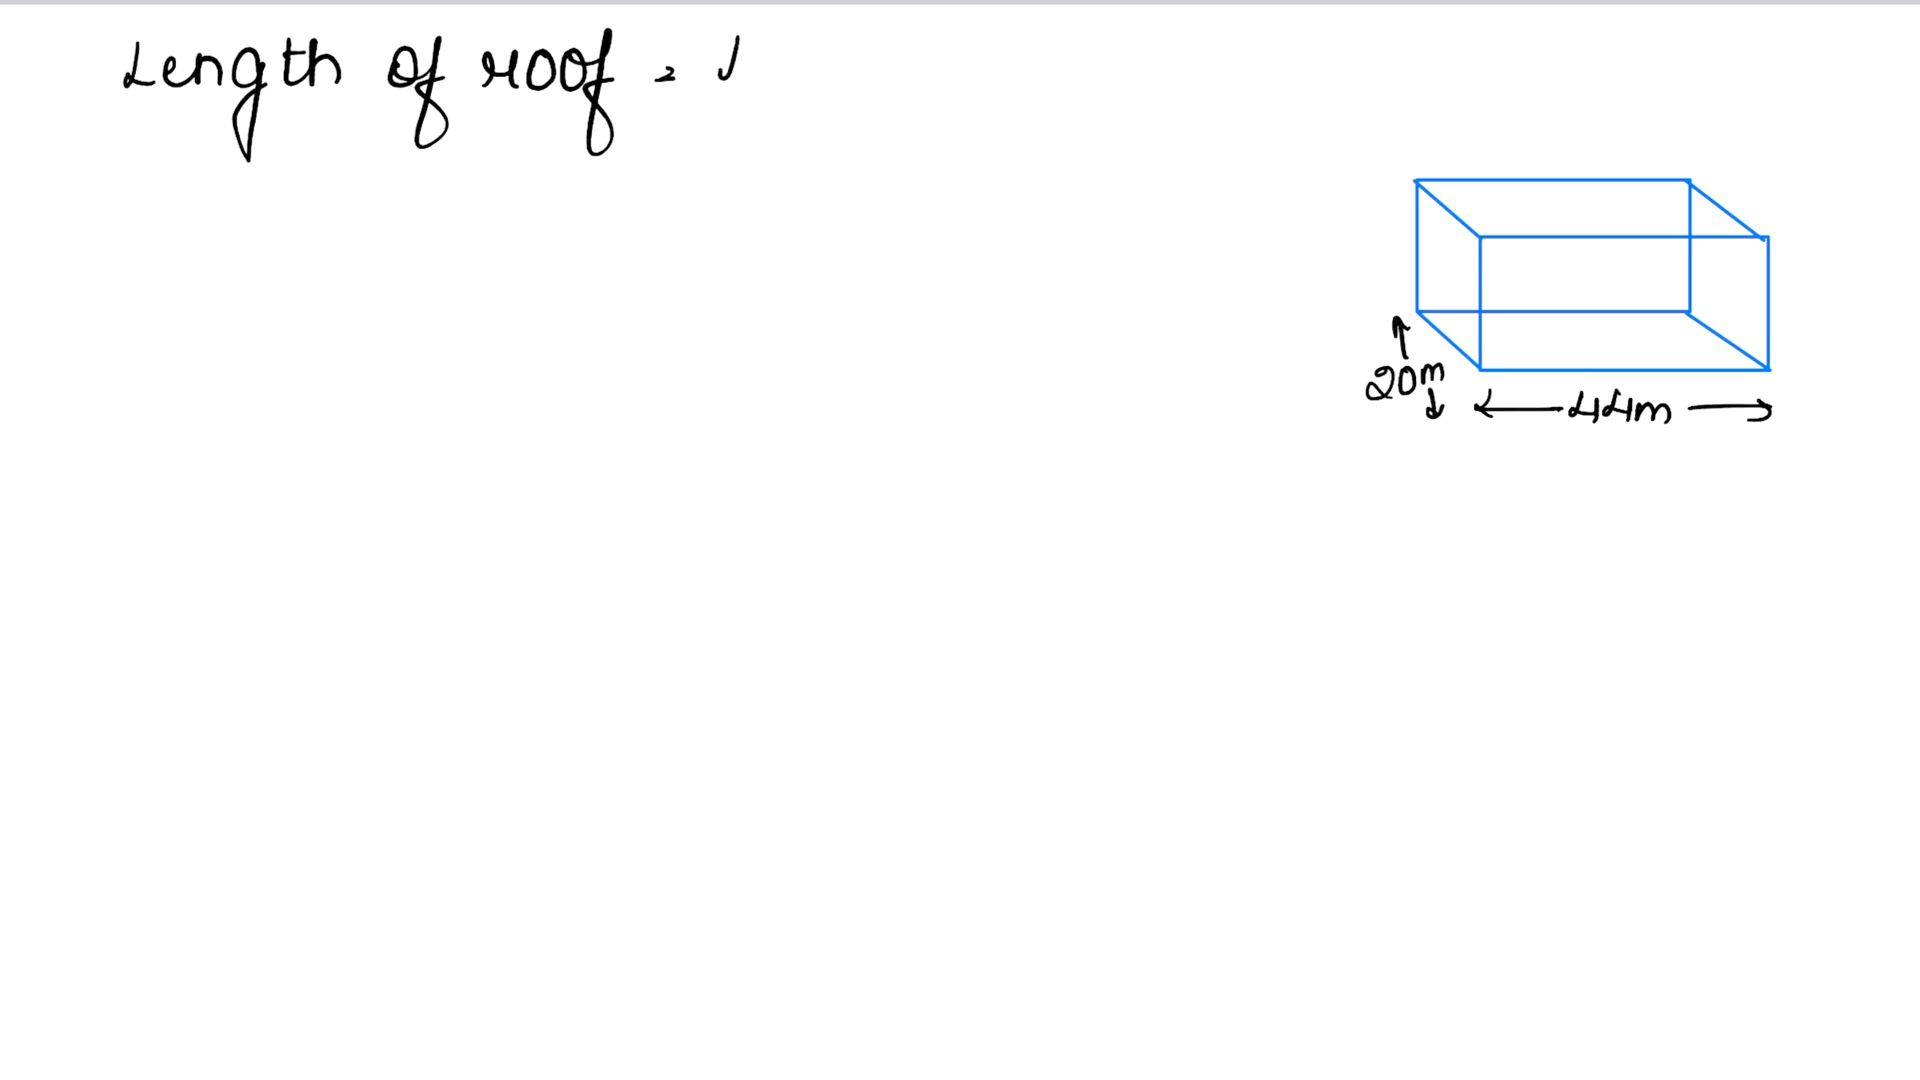 Length of roof =
20m
44m